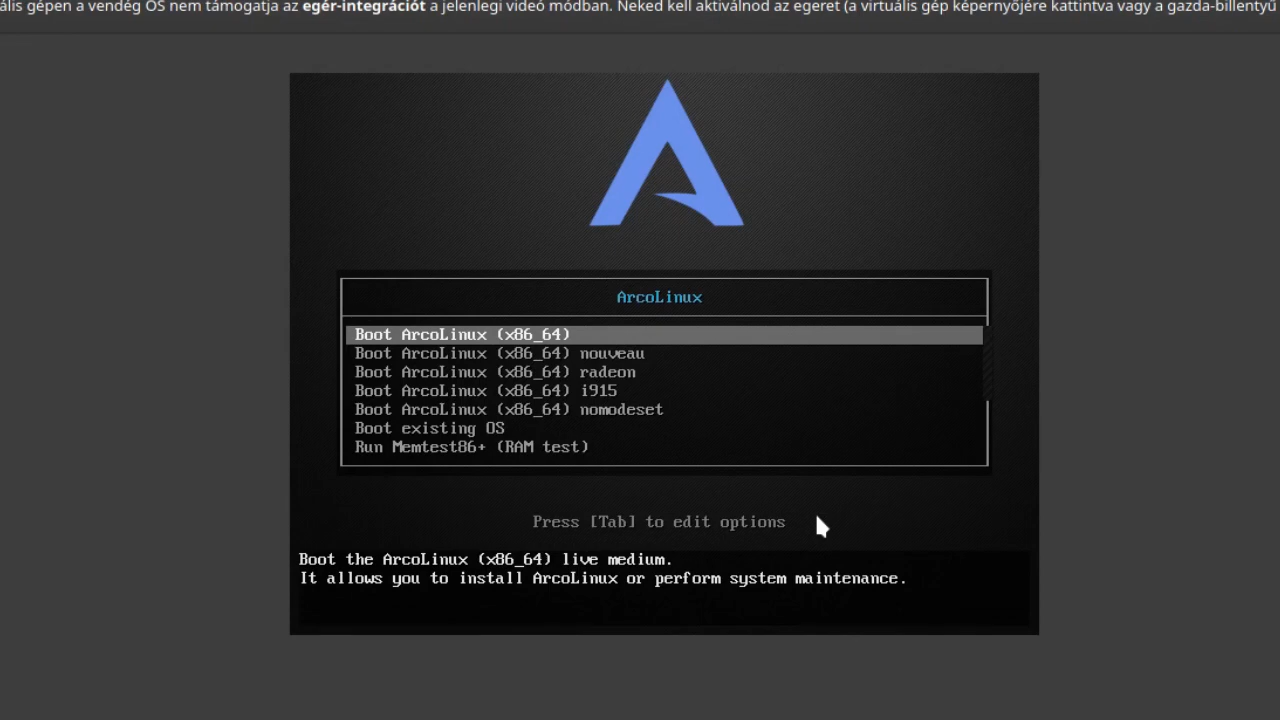 ális gépen a vendég OS nem támogatja az egér-integrációt a jelenlegi videó módban. Neked kell aktiválnod az egeret (a virtuális gép képernyőjére kattintva vagy a gazda-billentyű
ArcoLinux
Boot ArcoLinux (x86_64)
Boot ArcoLinux (x86_64) nouveau
Boot ArcoLinux (x86_64) radeon
Boot ArcoLinux (x86_64) i915
Boot ArcoLinux (x86_64) nomodeset
Boot existing OS
Run Memtest86+ (RAM test)
Press [Tab] to edit options
Boot the ArcoLinux (x86_64) live medium.
It allows you to install ArcoLinux or perform system maintenance.